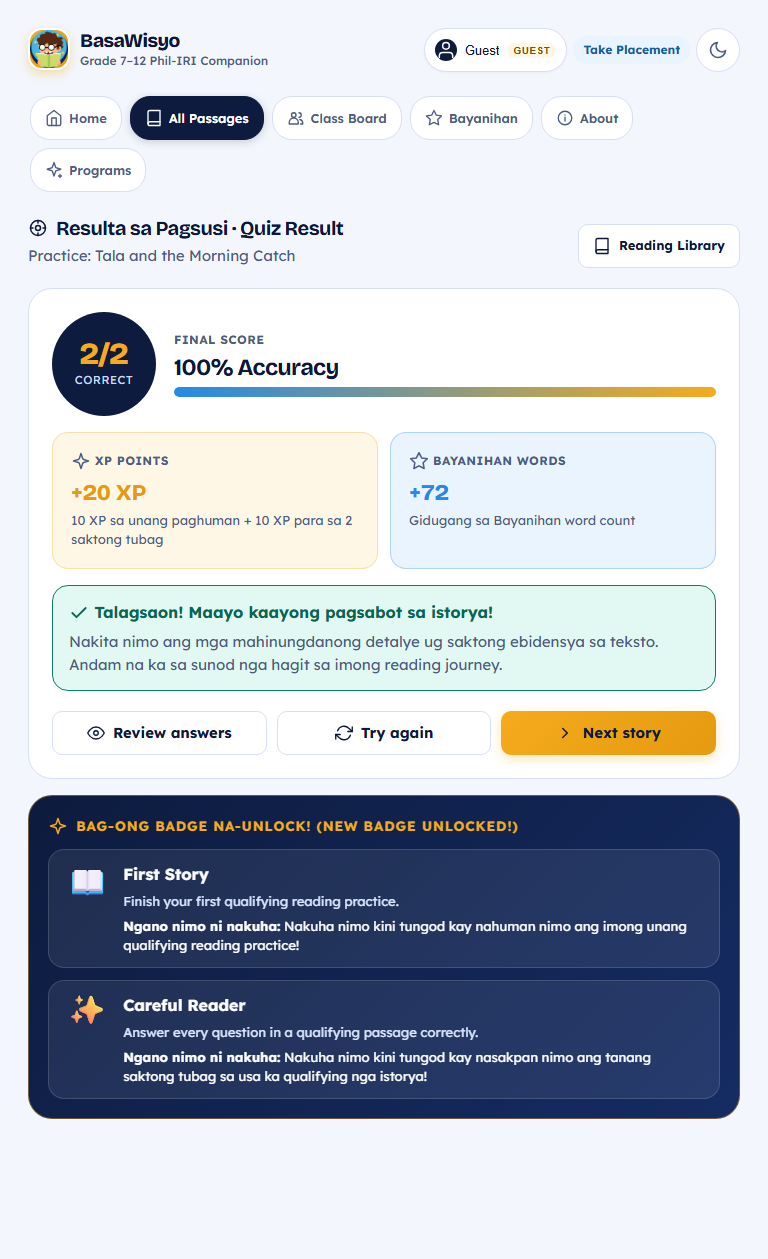 BasaWisyo
Grade 7–12 Phil-IRI Companion
Guest GUEST
Take Placement
Home
All Passages
Class Board
Bayanihan
About
Programs
Resulta sa Pagsusi · Quiz Result
Practice: Tala and the Morning Catch
Reading Library
2/2
CORRECT
FINAL SCORE
100% Accuracy
XP POINTS
+20 XP
10 XP sa unang paghuman + 10 XP para sa 2
saktong tubag
BAYANIHAN WORDS
+72
Gidugang sa Bayanihan word count
Talagsaon! Maayo kaayong pagsabot sa istorya!
Nakita nimo ang mga mahinungdanong detalye ug saktong ebidensya sa teksto.
Andam na ka sa sunod nga hagit sa imong reading journey.
Review answers
Try again
Next story
BAG-ONG BADGE NA-UNLOCK! (NEW BADGE UNLOCKED!)
First Story
Finish your first qualifying reading practice.
Ngano nimo ni nakuha: Nakuha nimo kini tungod kay nahuman nimo ang imong unang
qualifying reading practice!
Careful Reader
Answer every question in a qualifying passage correctly.
Ngano nimo ni nakuha: Nakuha nimo kini tungod kay nasakpan nimo ang tanang
saktong tubag sa usa ka qualifying nga istorya!